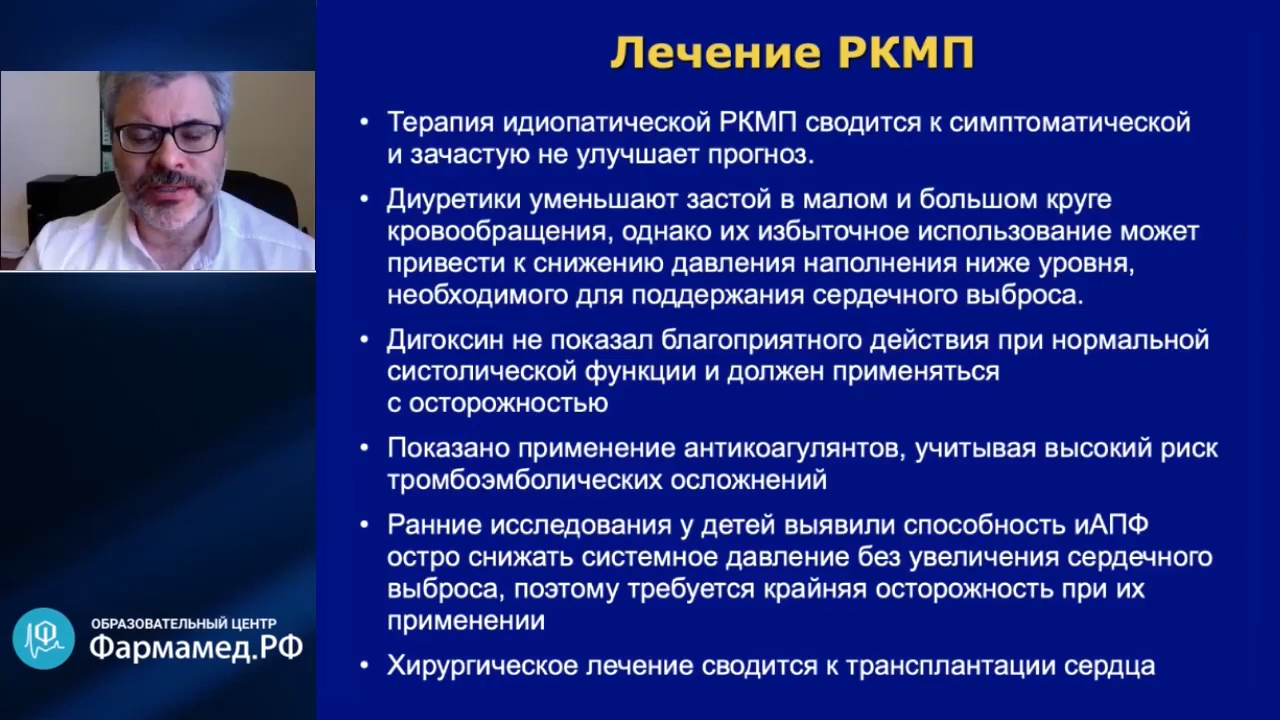 Лечение РКМП
• Терапия идиопатической РКМП сводится к симптоматической
и зачастую не улучшает прогноз.
• Диуретики уменьшают застой в малом и большом круге
кровообращения, однако их избыточное использование может
привести к снижению давления наполнения ниже уровня,
необходимого для поддержания сердечного выброса.
• Дигоксин не показал благоприятного действия при нормальной
систолической функции и должен применяться
с осторожностью
• Показано применение антикоагулянтов, учитывая высокий риск
тромбоэмболических осложнений
• Ранние исследования у детей выявили способность иАПФ
остро снижать системное давление без увеличения сердечного
выброса, поэтому требуется крайняя осторожность при их
применении
• Хирургическое лечение сводится к трансплантации сердца
ОБРАЗОВАТЕЛЬНЫЙ ЦЕНТР
Фармамед.РФ